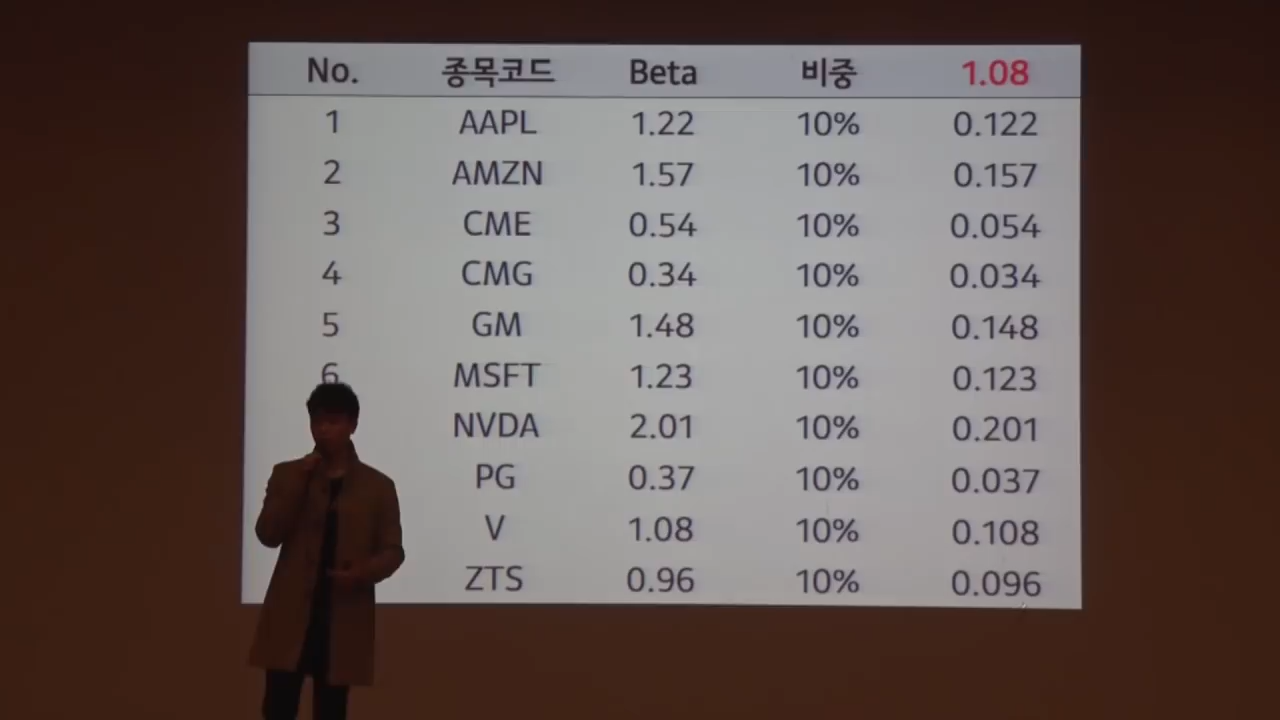 No. 종목코드 Beta 비중 1.08
1 AAPL 1.22 10% 0.122
2 AMZN 1.57 10% 0.157
3 CME 0.54 10% 0.054
4 CMG 0.34 10% 0.034
5 GM 1.48 10% 0.148
6 MSFT 1.23 10% 0.123
NVDA 2.01 10% 0.201
PG 0.37 10% 0.037
V 1.08 10% 0.108
ZTS 0.96 10% 0.096